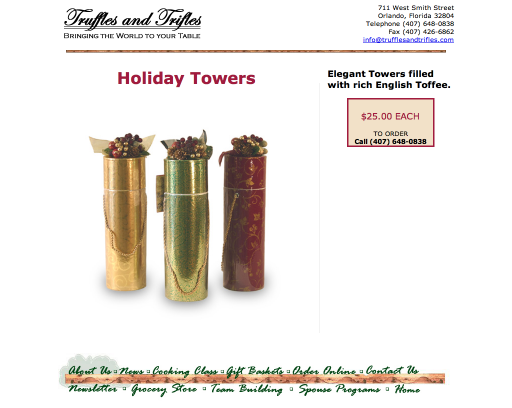 Truffles and Trifles
BRINGING THE WORLD TO YOUR TABLE
711 West Smith Street
Orlando, Florida 32804
Telephone (407) 648-0838
Fax (407) 426-6862
info@trufflesandtrifles.com
Holiday Towers
Elegant Towers filled
with rich English Toffee.
$25.00 EACH
TO ORDER
Call (407) 648-0838
About Us News Cooking Class Gift Baskets Order Online Contact Us
Newsletter Grocery Store Team Building Spouse Programs Home